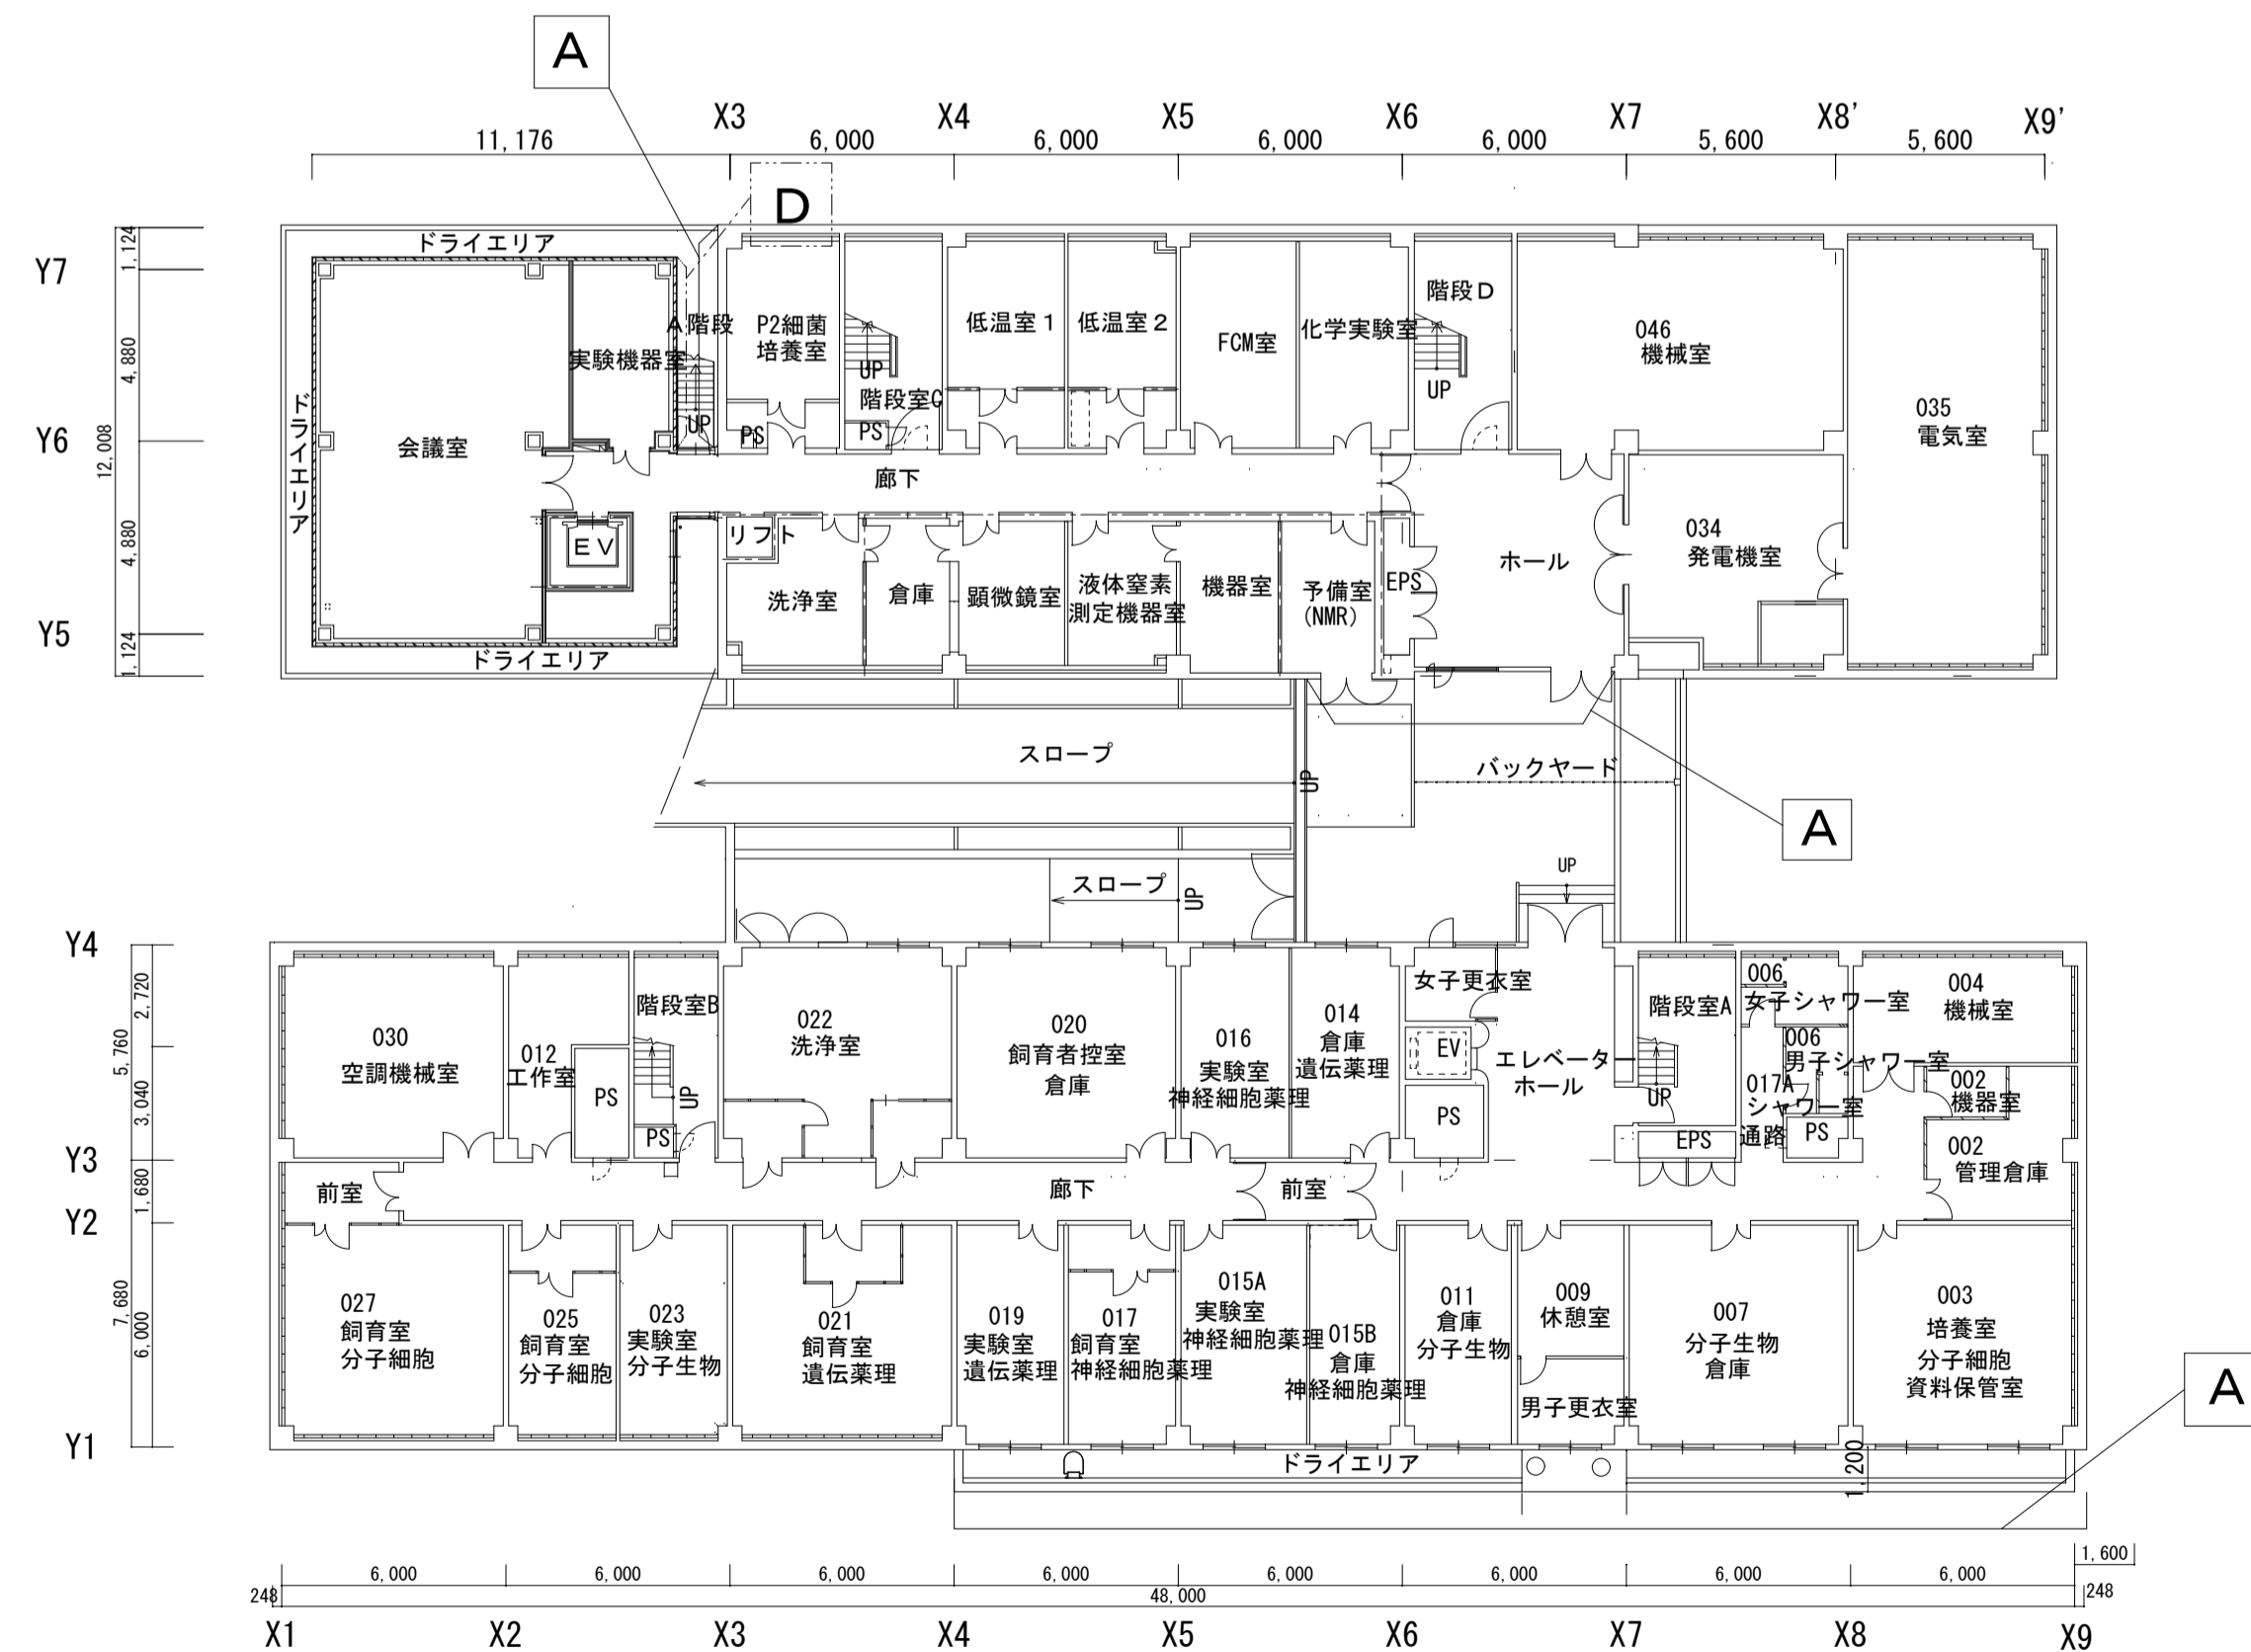 A
X3
X4
X5
X6
X7
X8'
X9'
11,176
6,000
6,000
6,000
6,000
5,600
5,600
D
ドライエリア
Y7
Y6
Y5
1,124
4,880
12,008
4,880
1,124
A階段
P2細菌
培養室
実験機器室
UP
PS
UP
階段室C
PS
低温室1
低温室2
FCM室
化学実験室
階段D
UP
046
機械室
035
電気室
会議室
ドライエリア
廊下
EV
リフト
洗浄室
倉庫
顕微鏡室
液体窒素
測定機器室
機器室
予備室
(NMR)
EPS
ホール
034
発電機室
ドライエリア
スロープ
UP
バックヤード
A
スロープ
UP
UP
Y4
Y3
Y2
Y1
2,720
5,760
3,040
1,680
7,680
6,000
030
空調機械室
012
工作室
PS
階段室B
UP
PS
022
洗浄室
020
飼育者控室
倉庫
016
実験室
神経細胞薬理
014
倉庫
遺伝薬理
女子更衣室
EV
PS
エレベーター
ホール
階段室A
UP
EPS
006
女子シャワー室
006
男子シャワー室
017A
シャワー室
通路
PS
004
機械室
002
機器室
002
管理倉庫
前室
廊下
前室
027
飼育室
分子細胞
025
飼育室
分子細胞
023
実験室
分子生物
021
飼育室
遺伝薬理
019
実験室
遺伝薬理
017
飼育室
神経細胞薬理
015A
実験室
神経細胞薬理
015B
倉庫
神経細胞薬理
011
倉庫
分子生物
009
休憩室
男子更衣室
007
分子生物
倉庫
003
培養室
分子細胞
資料保管室
A
ドライエリア
1,200
1,600
6,000
6,000
6,000
6,000
6,000
6,000
6,000
6,000
248
48,000
248
X1
X2
X3
X4
X5
X6
X7
X8
X9